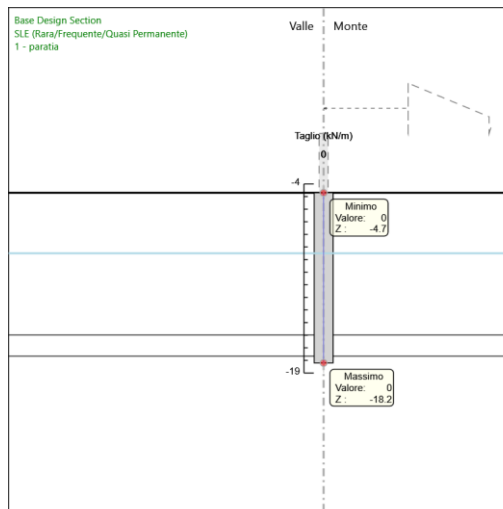 Base Design Section
SLE (Rara/Frequente/Quasi Permanente)
1 - paratia
Valle Monte
Taglio (kN/m)
0
-4
Minimo
Valore: 0
Z : -4.7
-19
Massimo
Valore: 0
Z : -18.2